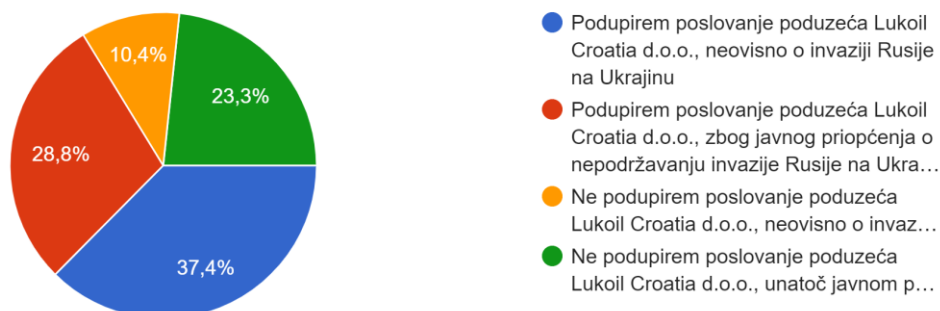 10,4%
23,3%
28,8%
37,4%
Podupirem poslovanje poduzeća Lukoil
Croatia d.o.o., neovisno o invaziji Rusije
na Ukrajinu
Podupirem poslovanje poduzeća Lukoil
Croatia d.o.o., zbog javnog priopćenja o
nepodržavanju invazije Rusije na Ukra…
Ne podupirem poslovanje poduzeća
Lukoil Croatia d.o.o., neovisno o invaz…
Ne podupirem poslovanje poduzeća
Lukoil Croatia d.o.o., unatoč javnom p…